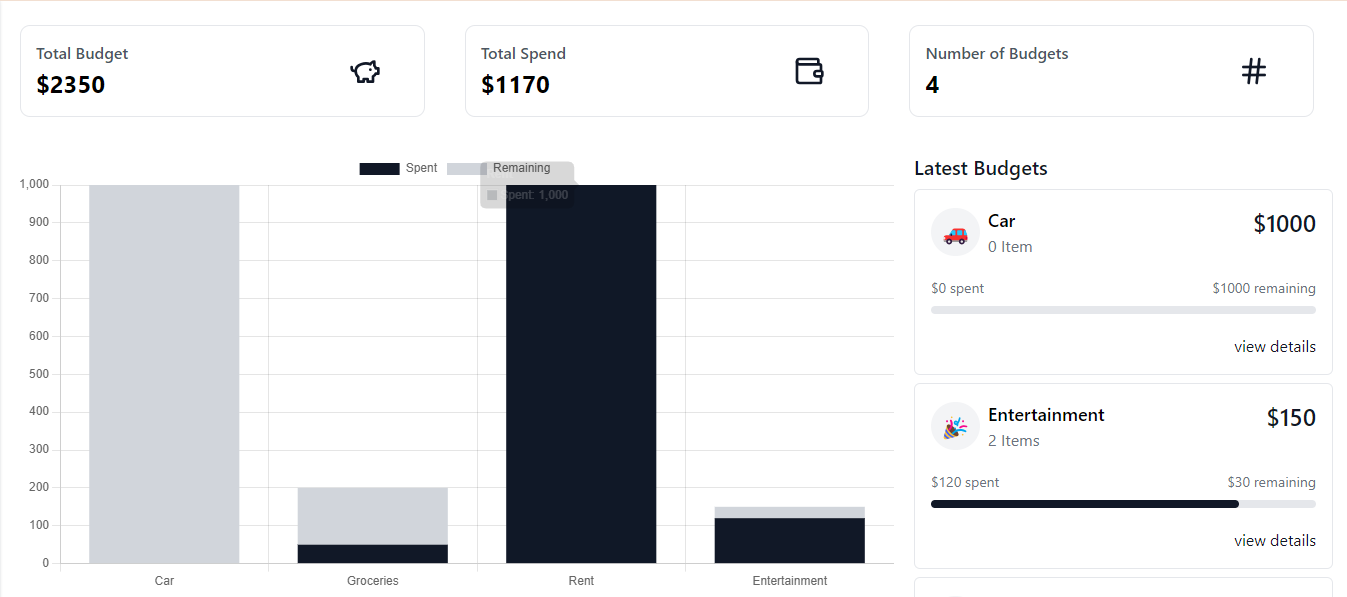 Total Budget
$2350
Total Spend
$1170
Number of Budgets
4
Spent
Remaining
Spent: 1,000
1,000
900
800
700
600
500
400
300
200
100
0
Car
Groceries
Rent
Entertainment
Latest Budgets
Car
$1000
0 Item
$0 spent
$1000 remaining
view details
Entertainment
$150
2 Items
$120 spent
$30 remaining
view details